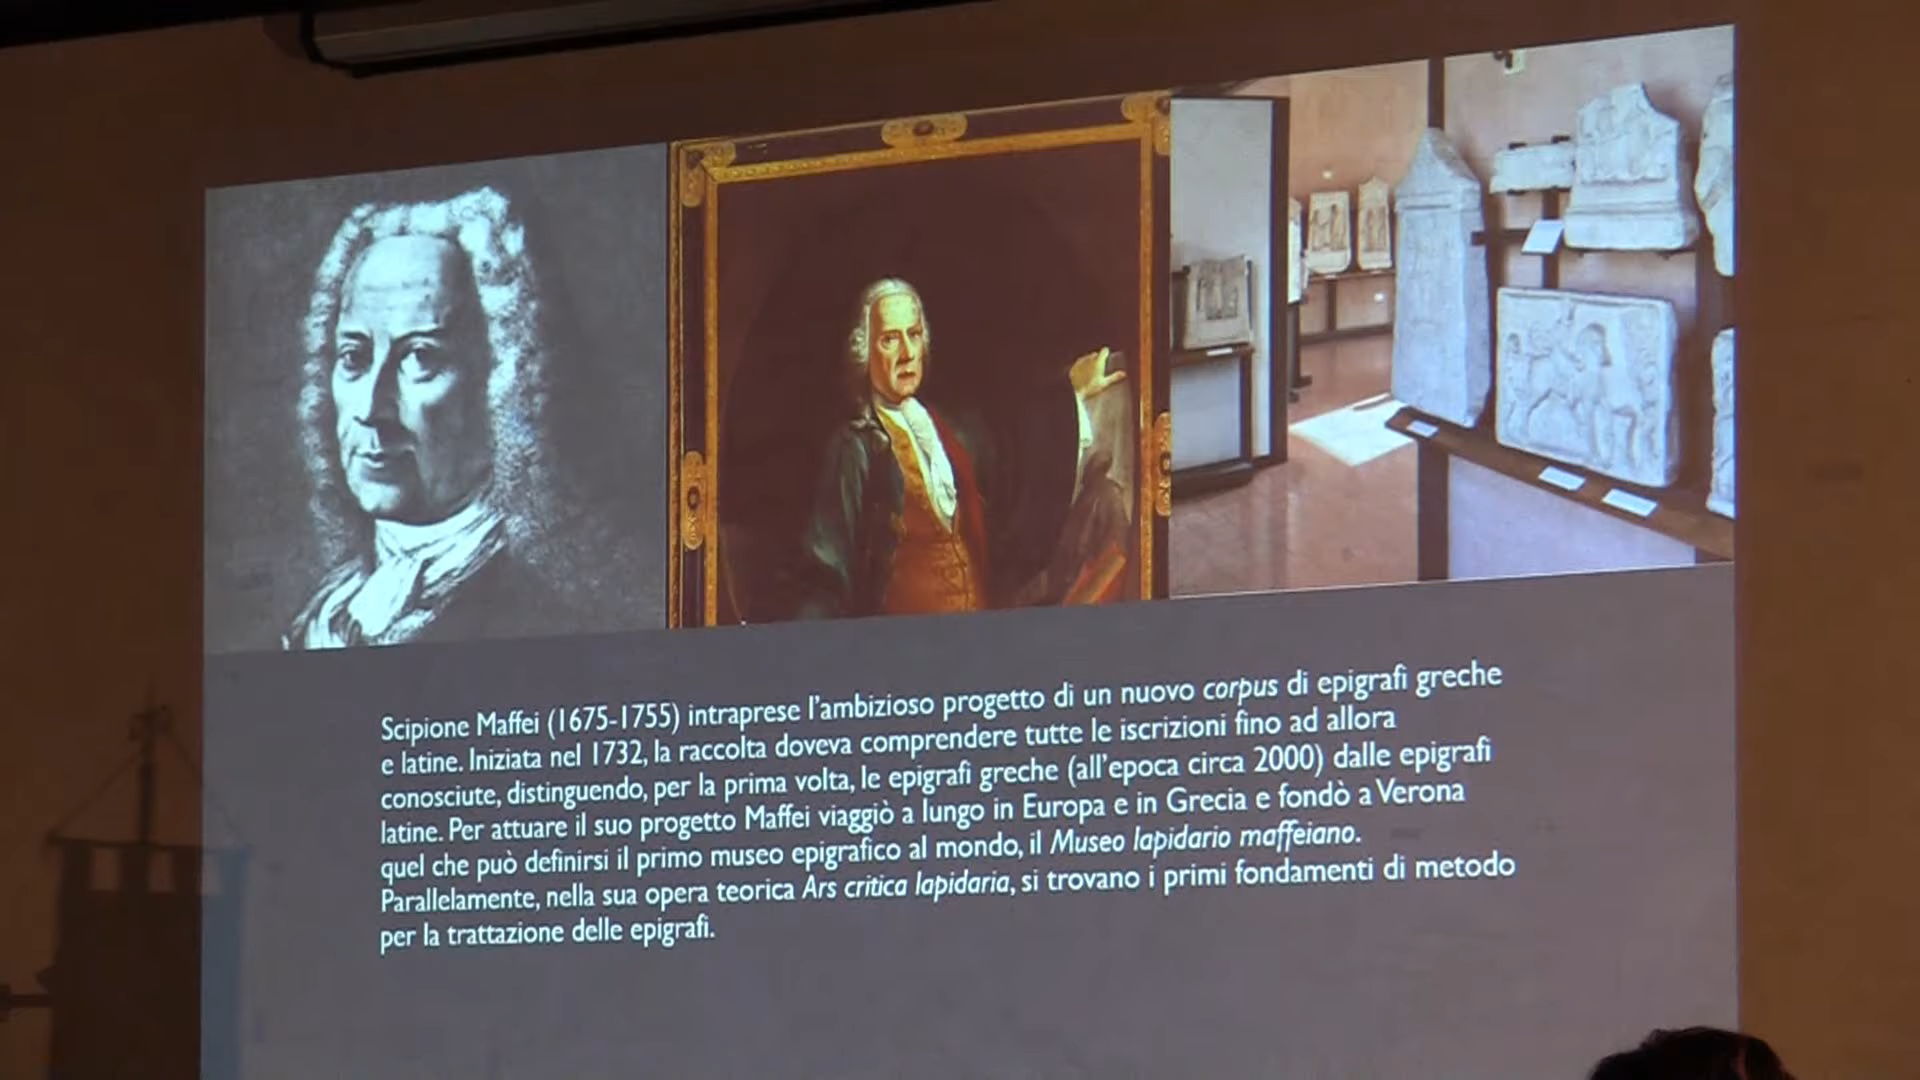 Scipione Maffei (1675-1755) intraprese l'ambizioso progetto di un nuovo corpus di epigrafi greche
e latine. Iniziata nel 1732, la raccolta doveva comprendere tutte le iscrizioni fino ad allora
conosciute, distinguendo, per la prima volta, le epigrafi greche (all'epoca circa 2000) dalle epigrafi
latine. Per attuare il suo progetto Maffei viaggiò a lungo in Europa e in Grecia e fondò a Verona
quel che può definirsi il primo museo epigrafico al mondo, il Museo lapidario maffeiano.
Parallelamente, nella sua opera teorica Ars critica lapidaria, si trovano i primi fondamenti di metodo
per la trattazione delle epigrafi.